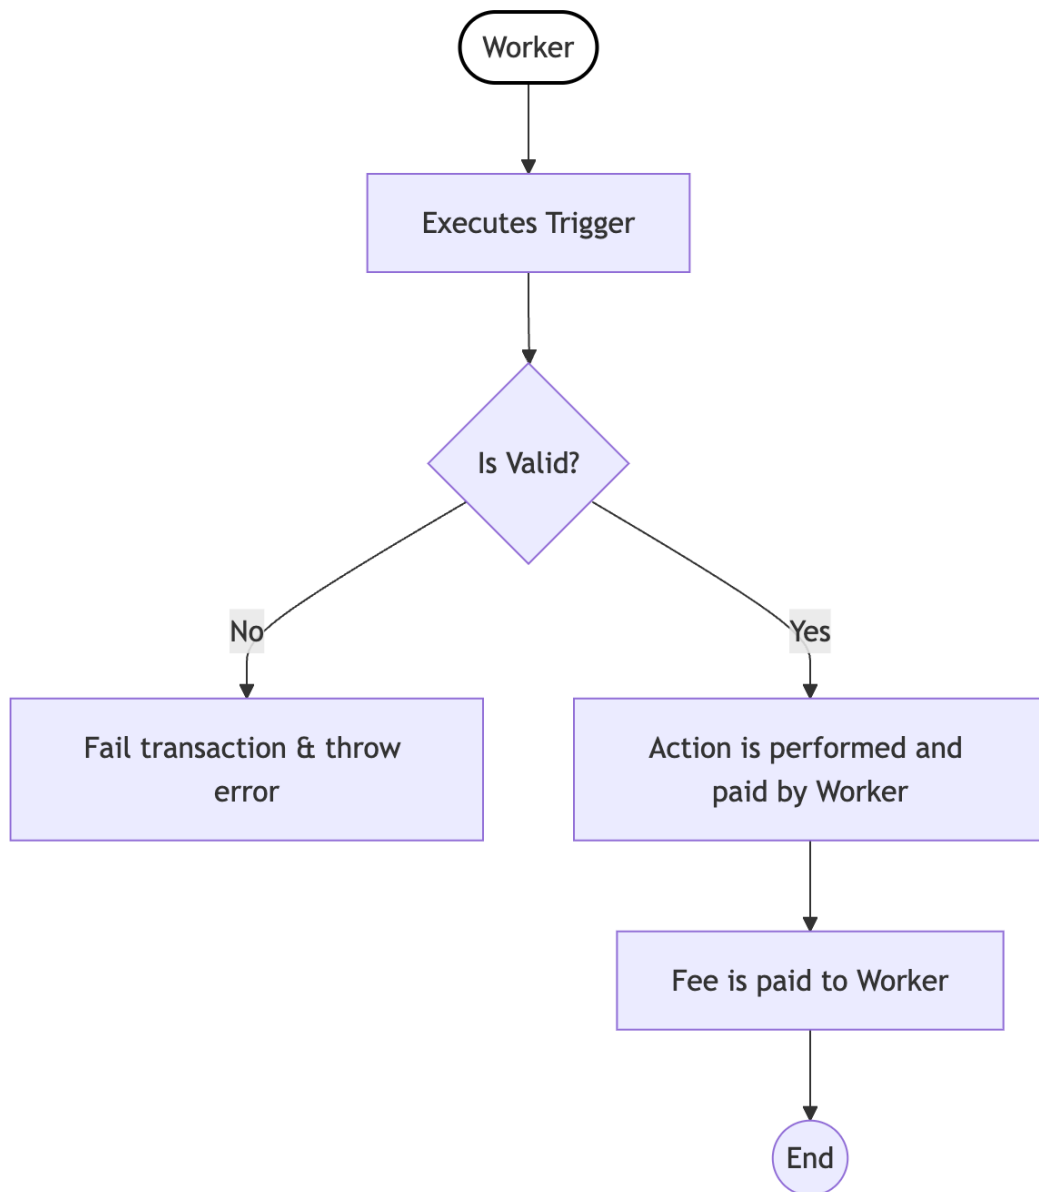 Worker
Executes Trigger
Is Valid?
No
Yes
Fail transaction & throw
error
Action is performed and
paid by Worker
Fee is paid to Worker
End